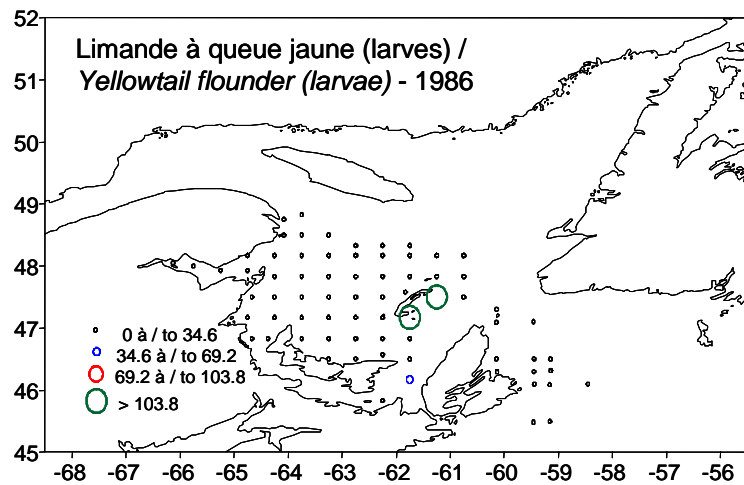 52
51
50
49
48
47
46
45
Limande à queue jaune (larves) /
Yellowtail flounder (larvae) - 1986
0 à / to 34.6
34.6 à / to 69.2
69.2 à / to 103.8
> 103.8
-68 -67 -66 -65 -64 -63 -62 -61 -60 -59 -58 -57 -56